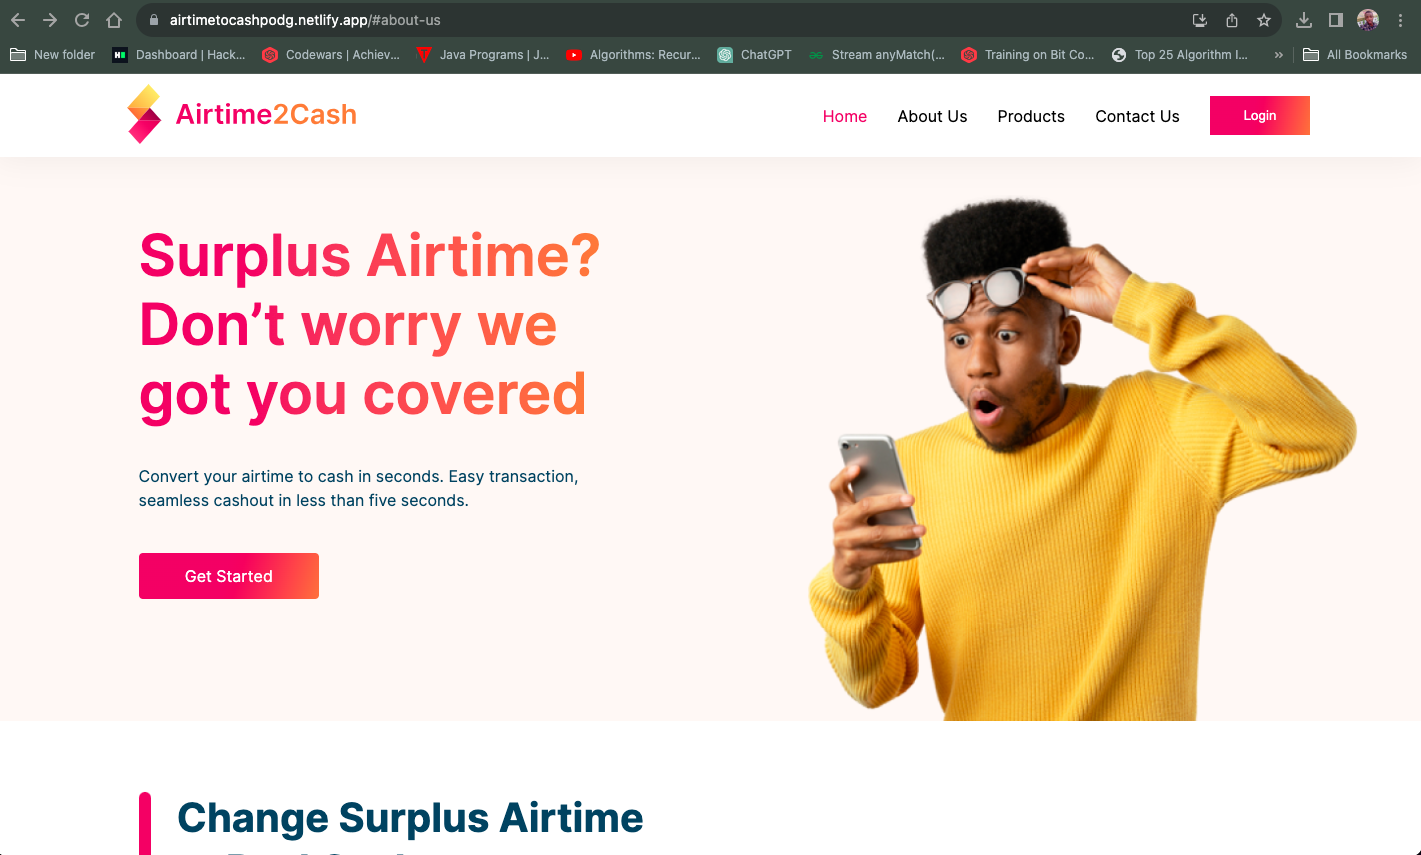 airtimetocashpodg.netlify.app/#about-us
New folder
Dashboard | Hack...
Codewars | Achiev...
Java Programs | J...
Algorithms: Recur...
ChatGPT
Stream anyMatch(...
Training on Bit Co...
Top 25 Algorithm I...
»
All Bookmarks
Airtime2Cash
Home
About Us
Products
Contact Us
Login
Surplus Airtime?
Don’t worry we
got you covered
Convert your airtime to cash in seconds. Easy transaction,
seamless cashout in less than five seconds.
Get Started
Change Surplus Airtime